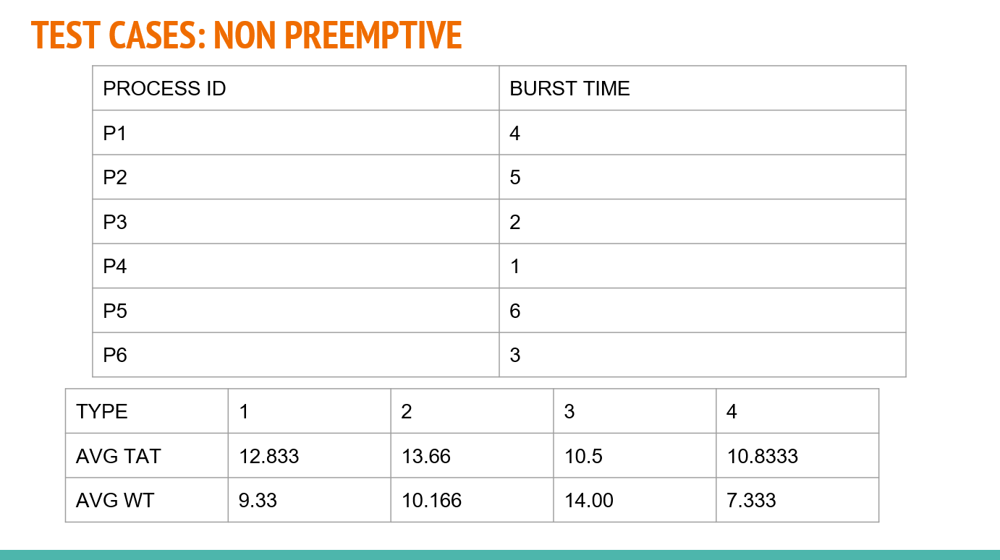 TEST CASES: NON PREEMPTIVE
PROCESS ID BURST TIME
P1 4
P2 5
P3 2
P4 1
P5 6
P6 3
TYPE 1 2 3 4
AVG TAT 12.833 13.66 10.5 10.8333
AVG WT 9.33 10.166 14.00 7.333